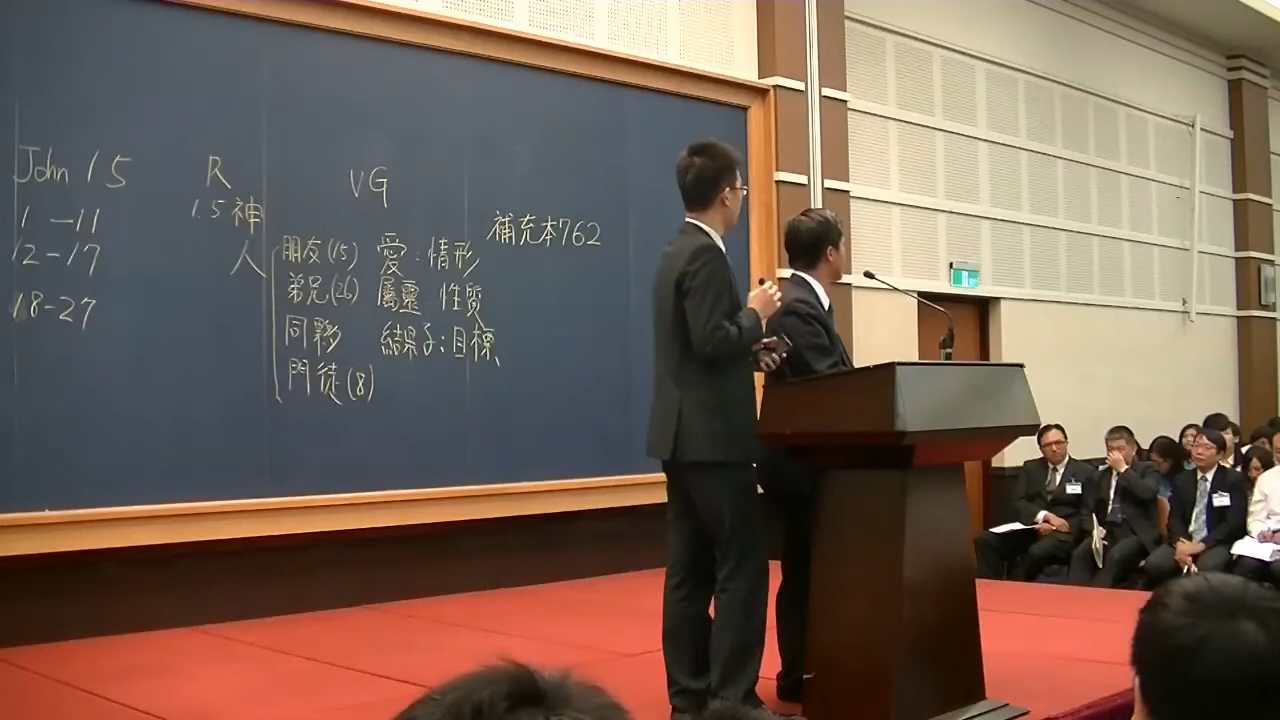 John 15
1-11
12-17
18-27
R
1.5 神
人
VG
朋友(15) 愛:情形
弟兄(26) 屬靈 性質
同夥 結果子:目標
門徒(8)
補充本762